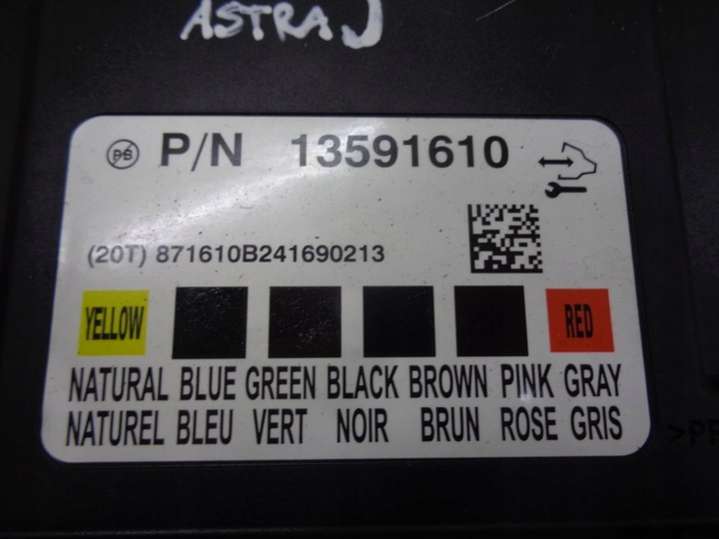 ASTRA J
PB P/N 13591610
(20T) 871610B241690213
YELLOW RED
NATURAL BLUE GREEN BLACK BROWN PINK GRAY
NATUREL BLEU VERT NOIR BRUN ROSE GRIS